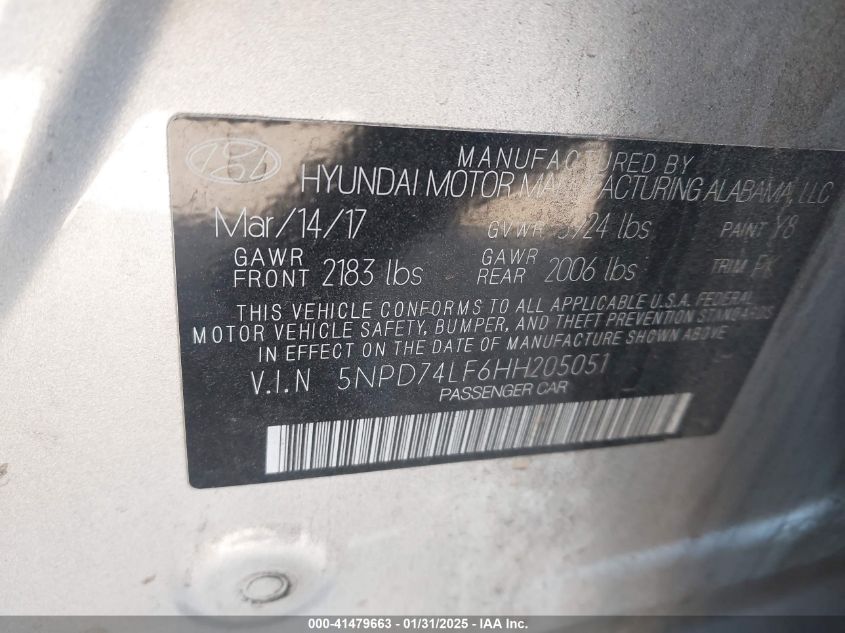 MANUFACTURED BY
HYUNDAI MOTOR MANUFACTURING ALABAMA, LLC
Mar/14/17 GVWR 3924 lbs PAINT Y8
GAWR FRONT 2183 lbs GAWR REAR 2006 lbs TRIM
THIS VEHICLE CONFORMS TO ALL APPLICABLE U.S.A. FEDERAL
MOTOR VEHICLE SAFETY, BUMPER, AND THEFT PREVENTION STANDARDS
IN EFFECT ON THE DATE OF MANUFACTURE SHOWN ABOVE
V.I.N 5NPD74LF6HH205051
PASSENGER CAR
000-41479663 - 01/31/2025 - IAA Inc.